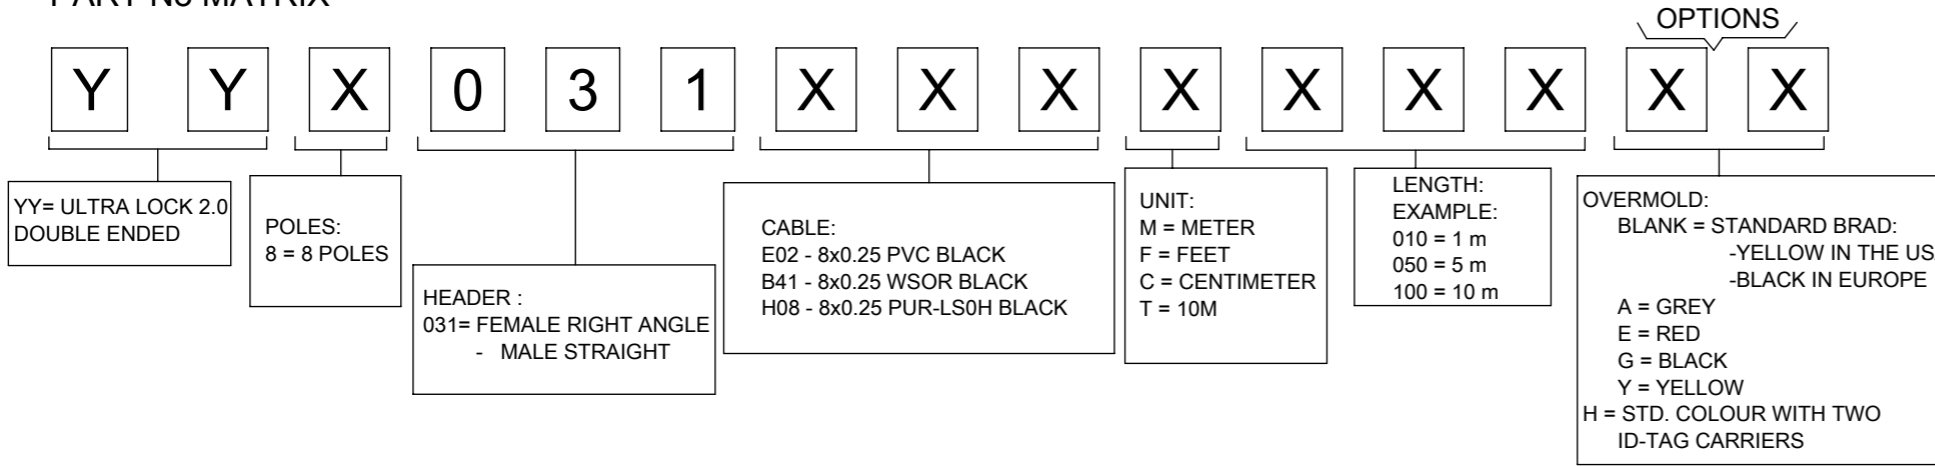 PART No MATRIX
OPTIONS
Y Y X 0 3 1 X X X X X X X X X
YY= ULTRA LOCK 2.0
DOUBLE ENDED
POLES:
8 = 8 POLES
HEADER :
031= FEMALE RIGHT ANGLE
- MALE STRAIGHT
CABLE:
E02 - 8x0.25 PVC BLACK
B41 - 8x0.25 WSOR BLACK
H08 - 8x0.25 PUR-LS0H BLACK
UNIT:
M = METER
F = FEET
C = CENTIMETER
T = 10M
LENGTH:
EXAMPLE:
010 = 1 m
050 = 5 m
100 = 10 m
OVERMOLD:
BLANK = STANDARD BRAD:
-YELLOW IN THE US
-BLACK IN EUROPE
A = GREY
E = RED
G = BLACK
Y = YELLOW
H = STD. COLOUR WITH TWO
ID-TAG CARRIERS